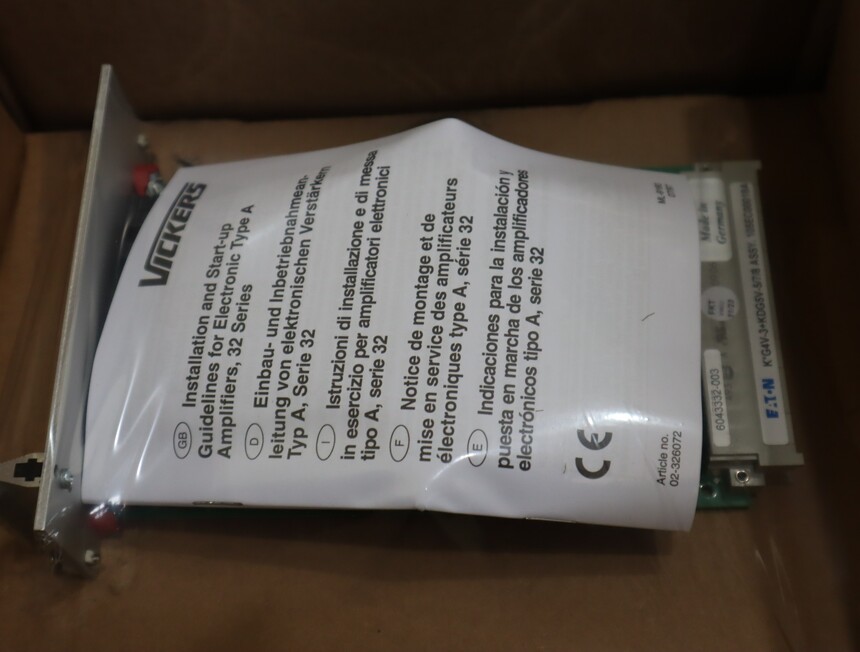 VICKERS
GB Installation and Start-up
Guidelines for Electronic Type A
Amplifiers, 32 Series
D Einbau- und Inbetriebnahmean-
leitung von elektronischen Verstärkern
Typ A, Serie 32
I Istruzioni di installazione e di messa
in esercizio per amplificatori elettronici
tipo A, serie 32
F Notice de montage et de
mise en service des amplificateurs
électroniques type A, série 32
E Indicaciones para la instalación y
puesta en marcha de los amplificadores
electrónicos tipo A, serie 32
CE
Article no.
02-326072
Made in
Germany
6043332-003
EATON